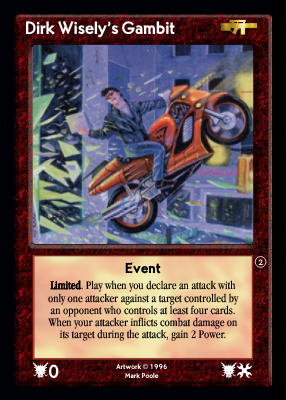 Dirk Wisely's Gambit
2
Event
Limited. Play when you declare an attack with
only one attacker against a target controlled by
an opponent who controls at least four cards.
When your attacker inflicts combat damage on
its target during the attack, gain 2 Power.
0
Artwork © 1996
Mark Poole